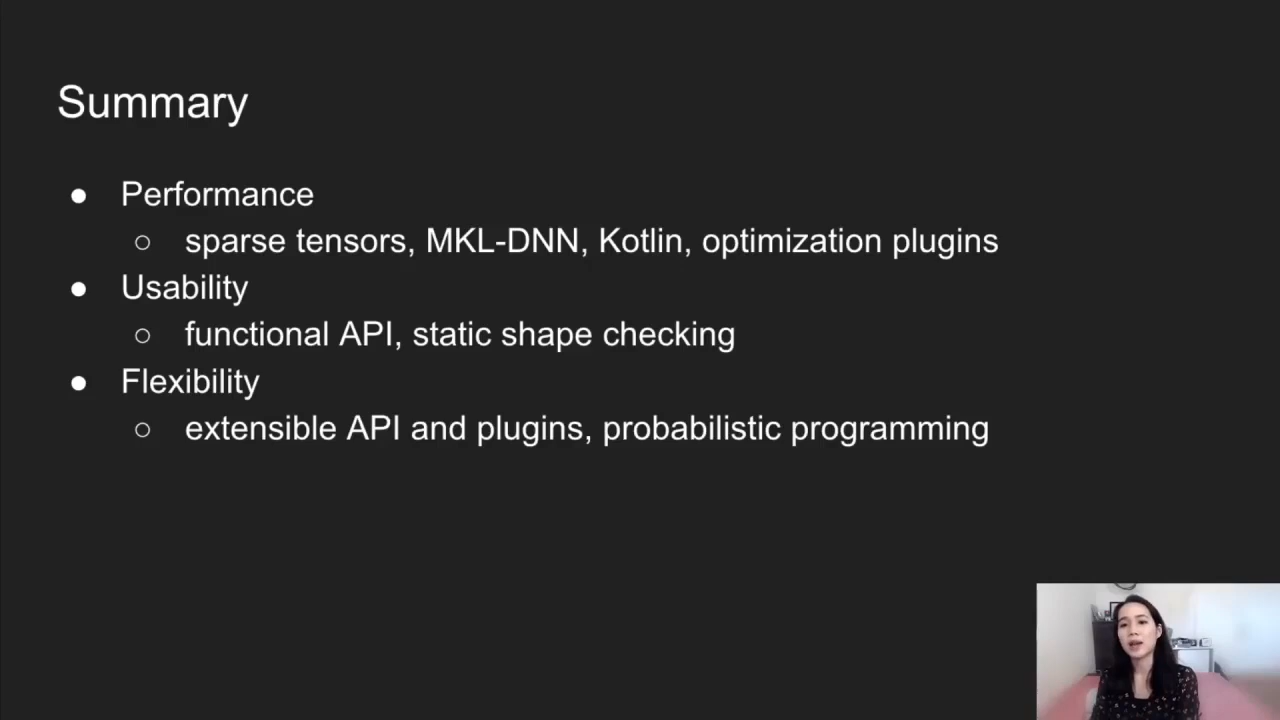 Summary
● Performance
○ sparse tensors, MKL-DNN, Kotlin, optimization plugins
● Usability
○ functional API, static shape checking
● Flexibility
○ extensible API and plugins, probabilistic programming